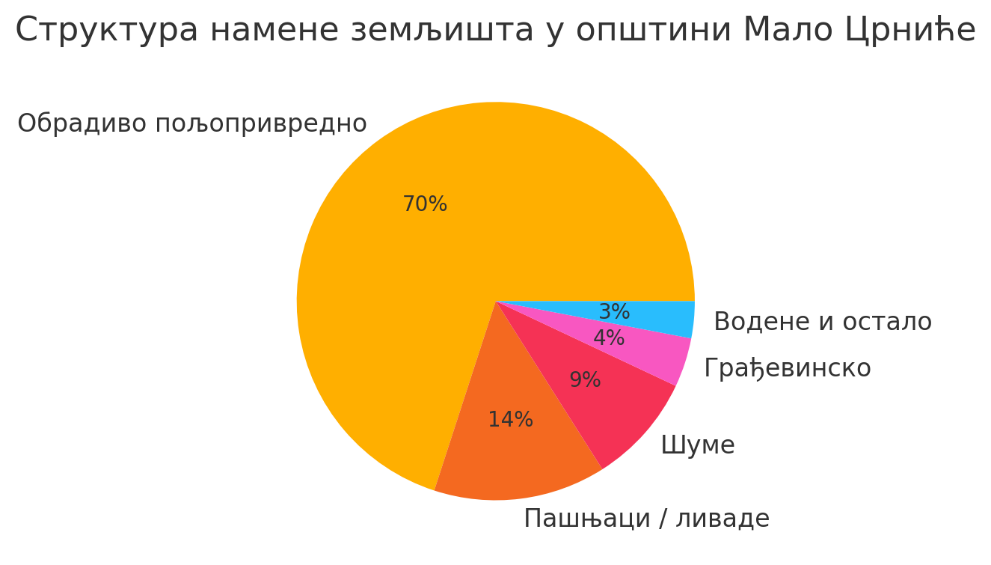 Структура намене земљишта у општини Мало Црниће
Обрадиво пољопривредно
70%
3%
Водене и остало
4%
Грађевинско
9%
Шуме
14%
Пашњаци / ливаде